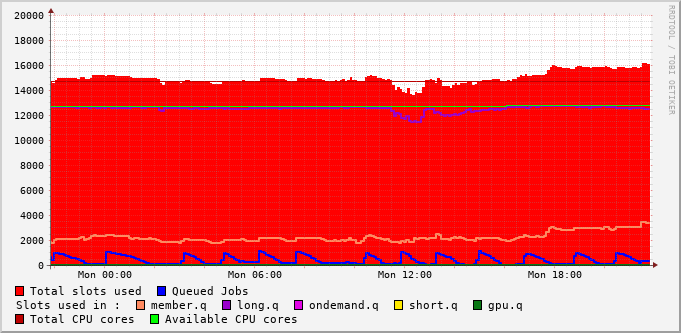 20000
18000
16000
14000
12000
10000
8000
6000
4000
2000
0
Mon 00:00 Mon 06:00 Mon 12:00 Mon 18:00
RRDTOOL / TOBI OETIKER
Total slots used Queued Jobs
Slots used in : member.q long.q ondemand.q short.q gpu.q
Total CPU cores Available CPU cores